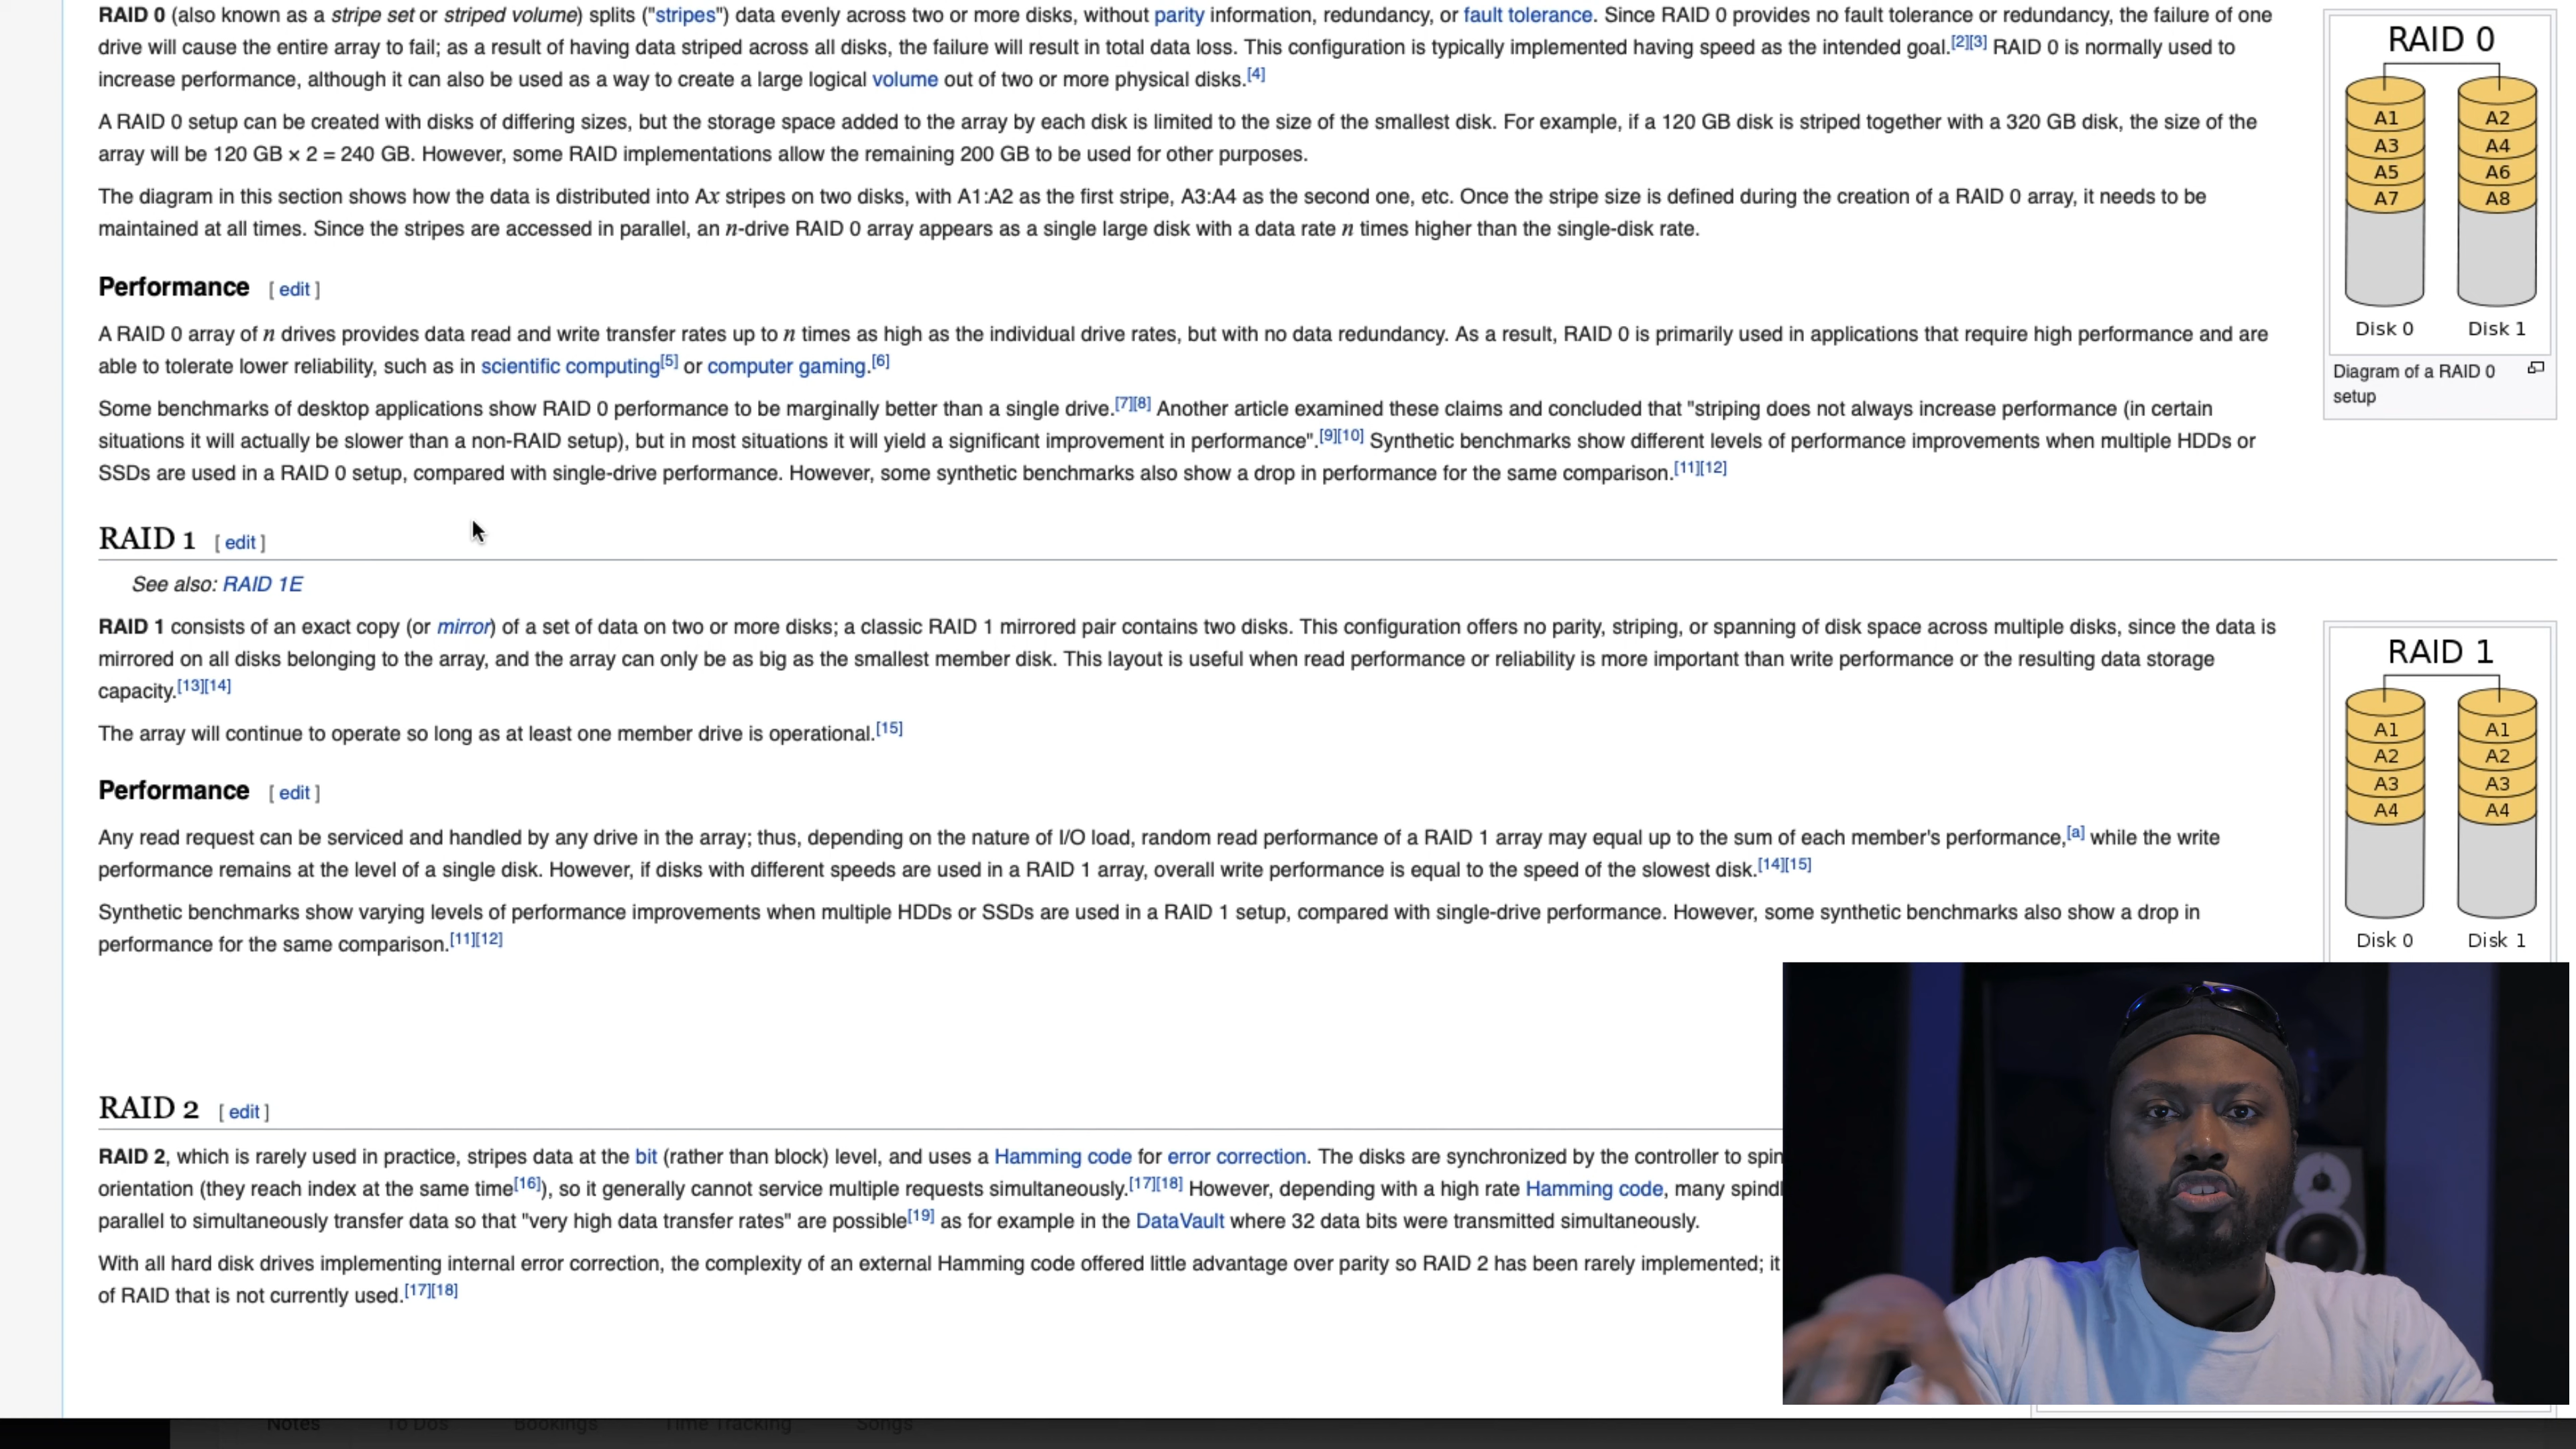 RAID 0 (also known as a stripe set or striped volume) splits ("stripes") data evenly across two or more disks, without parity information, redundancy, or fault tolerance. Since RAID 0 provides no fault tolerance or redundancy, the failure of one
drive will cause the entire array to fail; as a result of having data striped across all disks, the failure will result in total data loss. This configuration is typically implemented having speed as the intended goal.[2][3] RAID 0 is normally used to
increase performance, although it can also be used as a way to create a large logical volume out of two or more physical disks.[4]
A RAID 0 setup can be created with disks of differing sizes, but the storage space added to the array by each disk is limited to the size of the smallest disk. For example, if a 120 GB disk is striped together with a 320 GB disk, the size of the
array will be 120 GB × 2 = 240 GB. However, some RAID implementations allow the remaining 200 GB to be used for other purposes.
The diagram in this section shows how the data is distributed into Ax stripes on two disks, with A1:A2 as the first stripe, A3:A4 as the second one, etc. Once the stripe size is defined during the creation of a RAID 0 array, it needs to be
maintained at all times. Since the stripes are accessed in parallel, an n-drive RAID 0 array appears as a single large disk with a data rate n times higher than the single-disk rate.
RAID 0
A1 A2
A3 A4
A5 A6
A7 A8
Disk 0 Disk 1
Diagram of a RAID 0
setup
Performance [ edit ]
A RAID 0 array of n drives provides data read and write transfer rates up to n times as high as the individual drive rates, but with no data redundancy. As a result, RAID 0 is primarily used in applications that require high performance and are
able to tolerate lower reliability, such as in scientific computing[5] or computer gaming.[6]
Some benchmarks of desktop applications show RAID 0 performance to be marginally better than a single drive.[7][8] Another article examined these claims and concluded that "striping does not always increase performance (in certain
situations it will actually be slower than a non-RAID setup), but in most situations it will yield a significant improvement in performance".[9][10] Synthetic benchmarks show different levels of performance improvements when multiple HDDs or
SSDs are used in a RAID 0 setup, compared with single-drive performance. However, some synthetic benchmarks also show a drop in performance for the same comparison.[11][12]
RAID 1 [ edit ]
See also: RAID 1E
RAID 1 consists of an exact copy (or mirror) of a set of data on two or more disks; a classic RAID 1 mirrored pair contains two disks. This configuration offers no parity, striping, or spanning of disk space across multiple disks, since the data is
mirrored on all disks belonging to the array, and the array can only be as big as the smallest member disk. This layout is useful when read performance or reliability is more important than write performance or the resulting data storage
capacity.[13][14]
The array will continue to operate so long as at least one member drive is operational.[15]
RAID 1
A1 A1
A2 A2
A3 A3
A4 A4
Disk 0 Disk 1
Performance [ edit ]
Any read request can be serviced and handled by any drive in the array; thus, depending on the nature of I/O load, random read performance of a RAID 1 array may equal up to the sum of each member's performance,[a] while the write
performance remains at the level of a single disk. However, if disks with different speeds are used in a RAID 1 array, overall write performance is equal to the speed of the slowest disk.[14][15]
Synthetic benchmarks show varying levels of performance improvements when multiple HDDs or SSDs are used in a RAID 1 setup, compared with single-drive performance. However, some synthetic benchmarks also show a drop in
performance for the same comparison.[11][12]
RAID 2 [ edit ]
RAID 2, which is rarely used in practice, stripes data at the bit (rather than block) level, and uses a Hamming code for error correction. The disks are synchronized by the controller to spin
orientation (they reach index at the same time[16]), so it generally cannot service multiple requests simultaneously.[17][18] However, depending with a high rate Hamming code, many spindl
parallel to simultaneously transfer data so that "very high data transfer rates" are possible[19] as for example in the DataVault where 32 data bits were transmitted simultaneously.
With all hard disk drives implementing internal error correction, the complexity of an external Hamming code offered little advantage over parity so RAID 2 has been rarely implemented; it
of RAID that is not currently used.[17][18]
Notes To Dos Bookings Time Tracking Songs